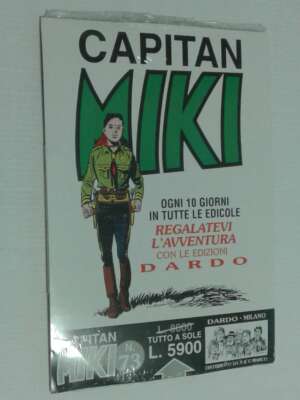 CAPITAN
MIKI
OGNI 10 GIORNI
IN TUTTE LE EDICOLE
REGALATEVI
L'AVVENTURA
CON LE EDIZIONI
DARDO
CAPITAN
MIKI
N. 73
L. 8800
TUTTO A SOLE
L. 5900
DARDO - MILANO